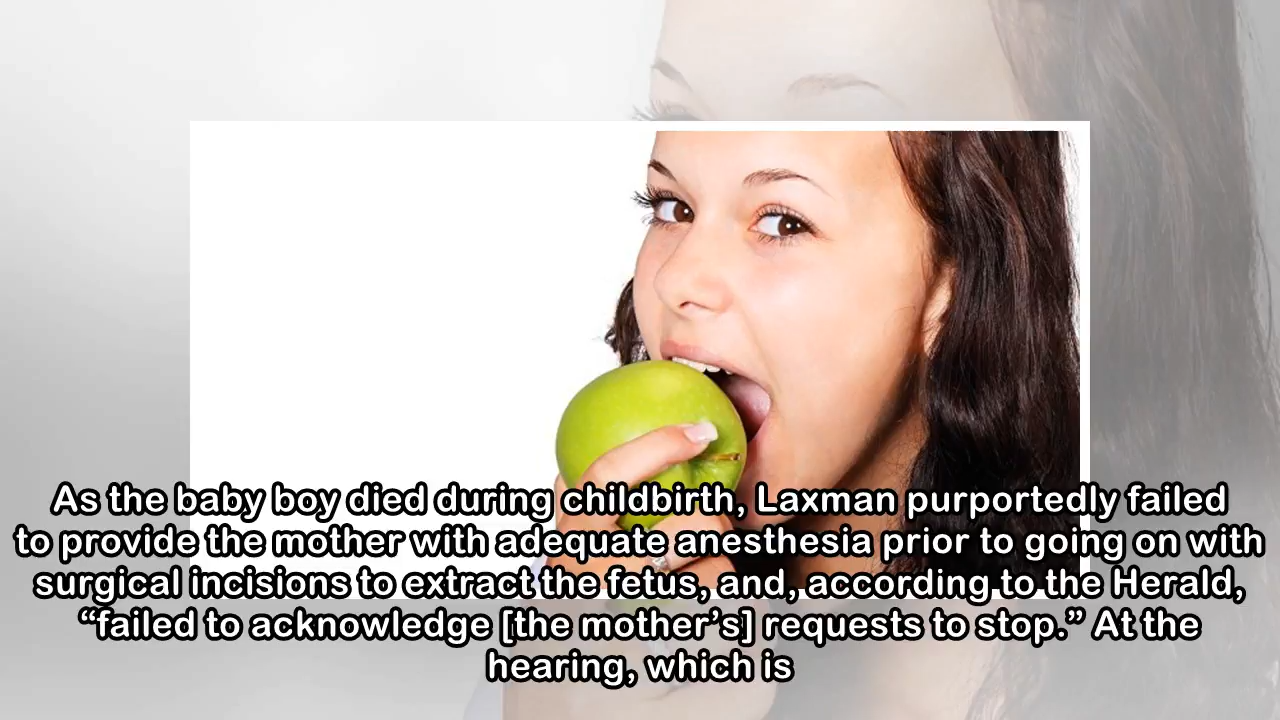 As the baby boy died during childbirth, Laxman purportedly failed
to provide the mother with adequate anesthesia prior to going on with
surgical incisions to extract the fetus, and, according to the Herald,
“failed to acknowledge [the mother’s] requests to stop.” At the
hearing, which is